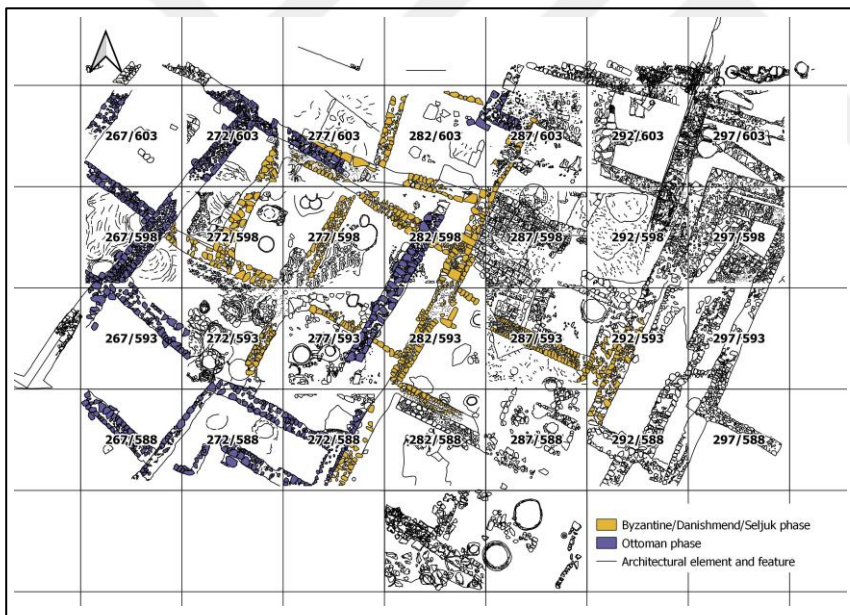 267/603 272/603 277/603 282/603 287/603 292/603 297/603
267/598 272/598 277/598 282/598 287/598 292/598 297/598
267/593 272/593 277/593 282/593 287/593 292/593 297/593
267/588 272/588 272/588 282/588 287/588 292/588 297/588
Byzantine/Danishmend/Seljuk phase
Ottoman phase
Architectural element and feature